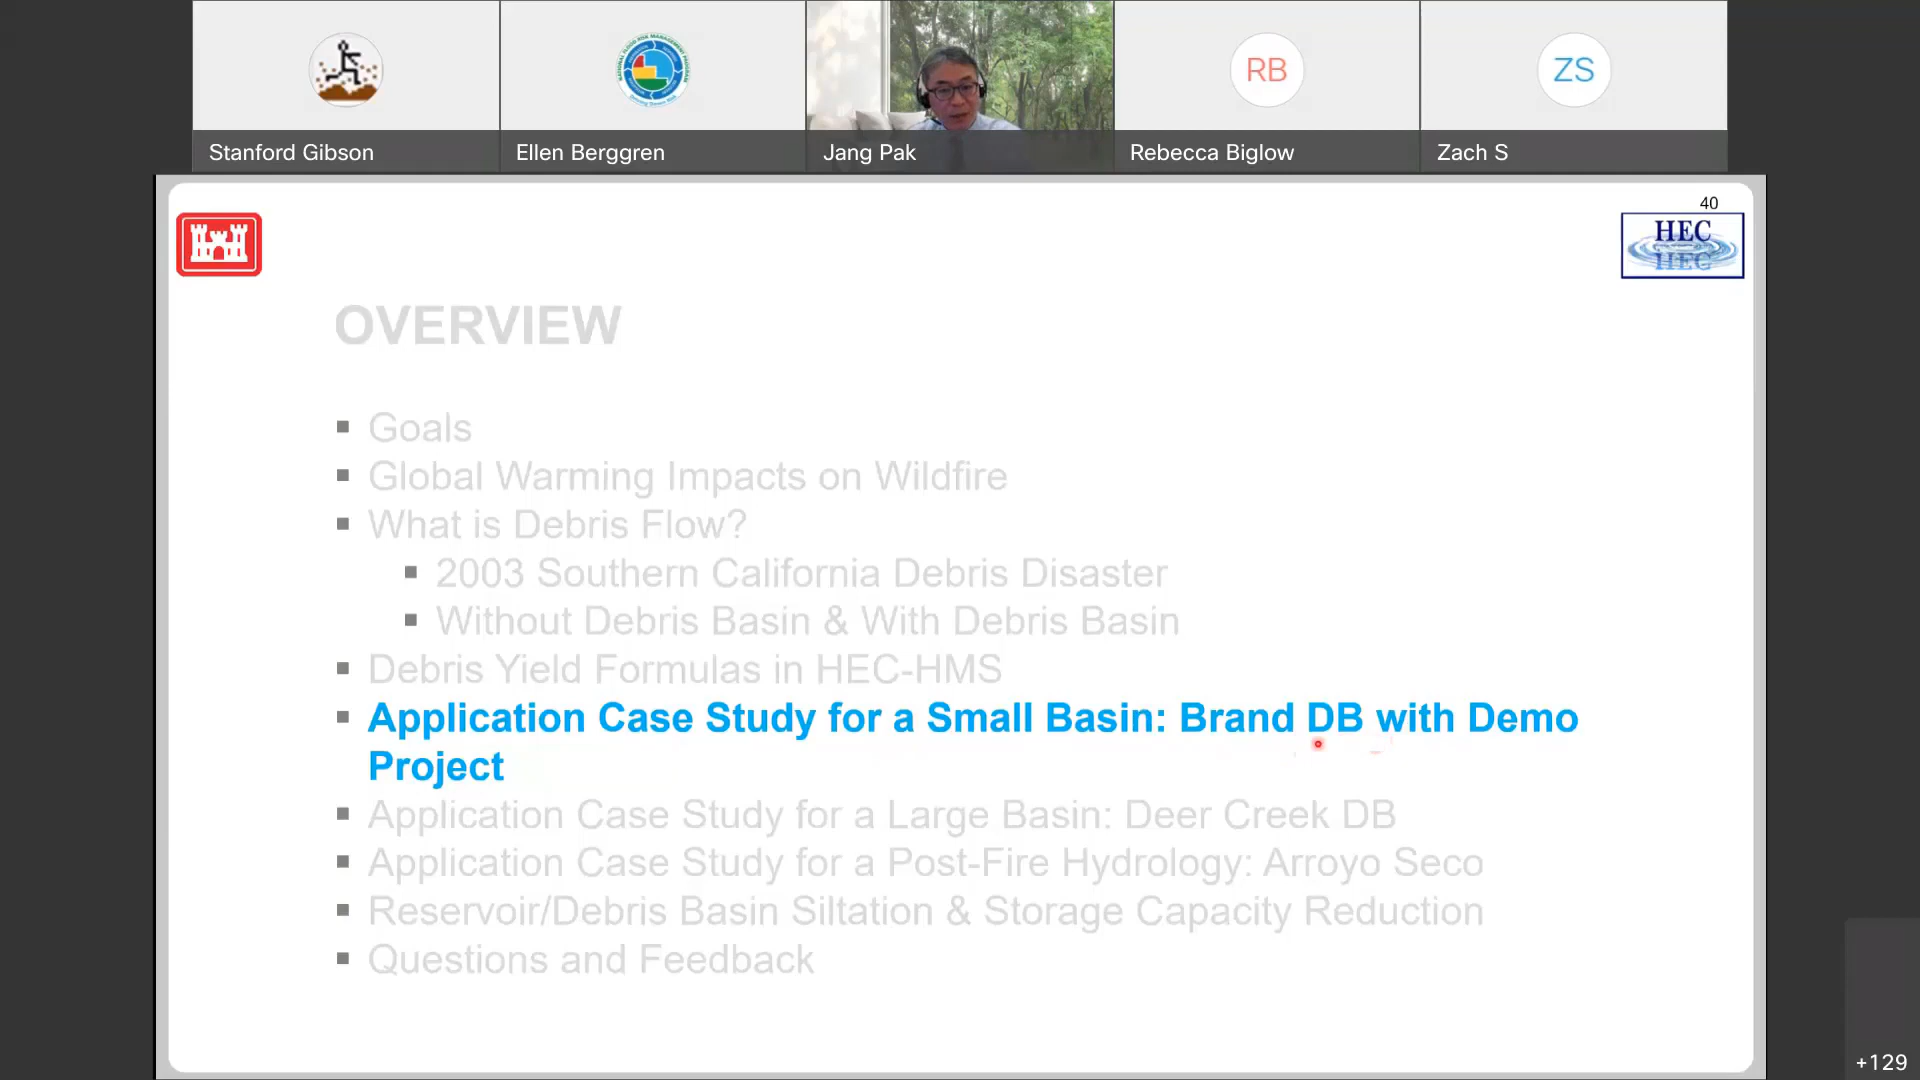 RB
ZS
Stanford Gibson
Ellen Berggren
Jang Pak
Rebecca Biglow
Zach S
40
HEC
HEC
OVERVIEW
Goals
Global Warming Impacts on Wildfire
What is Debris Flow?
2003 Southern California Debris Disaster
Without Debris Basin & With Debris Basin
Debris Yield Formulas in HEC-HMS
Application Case Study for a Small Basin: Brand DB with Demo
Project
Application Case Study for a Large Basin: Deer Creek DB
Application Case Study for a Post-Fire Hydrology: Arroyo Seco
Reservoir/Debris Basin Siltation & Storage Capacity Reduction
Questions and Feedback
+129